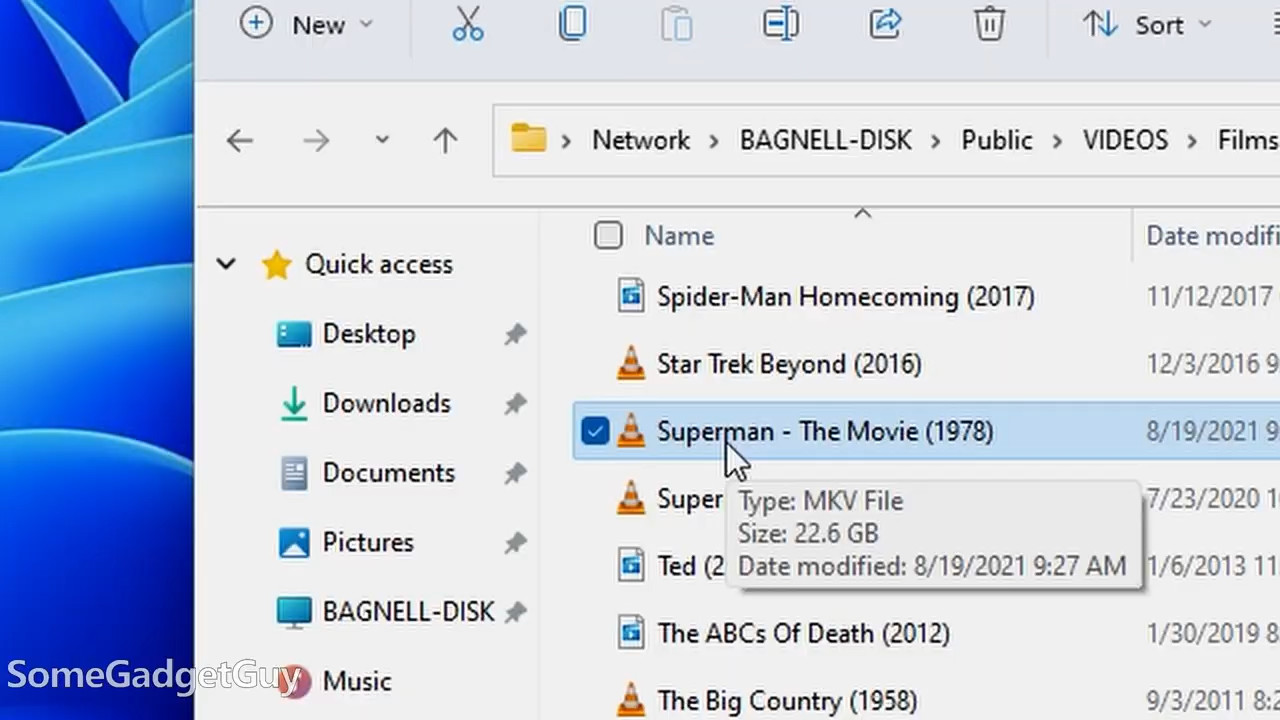 New
Sort
Network > BAGNELL-DISK > Public > VIDEOS > Films
Name
Date modifi
Quick access
Desktop
Downloads
Documents
Pictures
BAGNELL-DISK
Music
Spider-Man Homecoming (2017) 11/12/2017
Star Trek Beyond (2016) 12/3/2016 9
Superman - The Movie (1978) 8/19/2021 9
Super 7/23/2020 1
Type: MKV File
Size: 22.6 GB
Date modified: 8/19/2021 9:27 AM
Ted (2 1/6/2013 11
The ABCs Of Death (2012) 1/30/2019 8
The Big Country (1958) 9/3/2011 8:2
SomeGadgetGuy